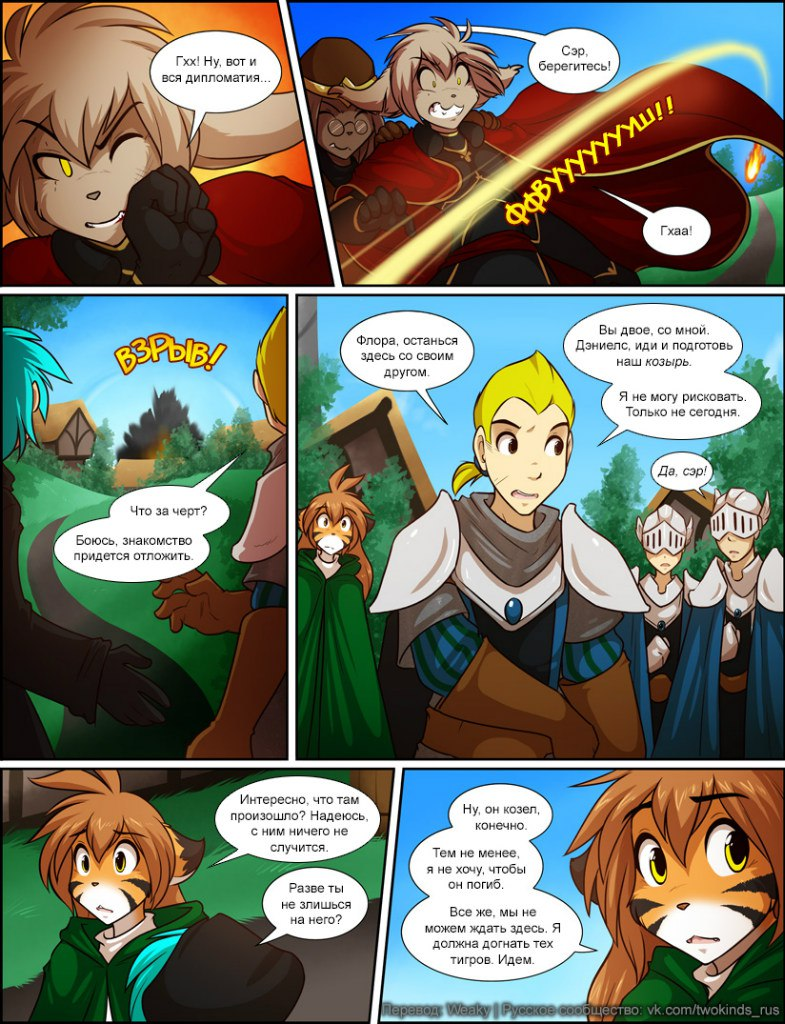 Гхх! Ну, вот и
вся дипломатия...
Сэр,
берегитесь!
ФФВУУУУУУУЛШ!!
Гхаа!
ВЗРЫВ!
Что за черт?
Боюсь, знакомство
придется отложить.
Флора, останься
здесь со своим
другом.
Вы двое, со мной.
Дэниелс, иди и подготовь
наш козырь.
Я не могу рисковать.
Только не сегодня.
Да, сэр!
Интересно, что там
произошло? Надеюсь,
с ним ничего не
случится.
Разве ты
не злишься
на него?
Ну, он козел,
конечно.
Тем не менее,
я не хочу, чтобы
он погиб.
Все же, мы не
можем ждать здесь. Я
должна догнать тех
тигров. Идем.
Перевод: Weaky | Русское сообщество: vk.com/twokinds_rus